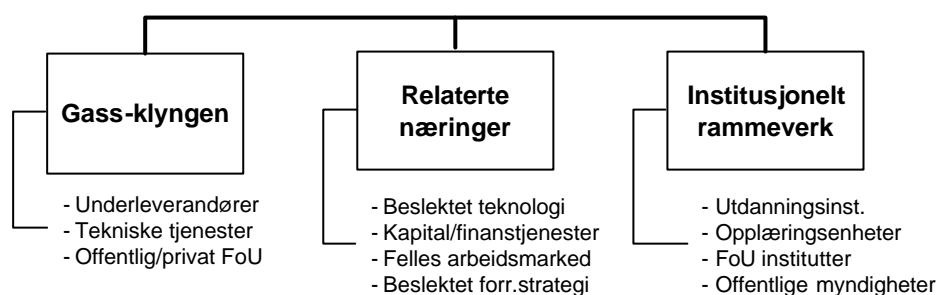 Gass-klyngen
- Underleverandører
- Tekniske tjenester
- Offentlig/privat FoU
Relaterte
næringer
- Beslektet teknologi
- Kapital/finanstjenester
- Felles arbeidsmarked
- Beslektet forr.strategi
Institusjonelt
rammeverk
- Utdanningsinst.
- Opplæringsenheter
- FoU institutter
- Offentlige myndigheter